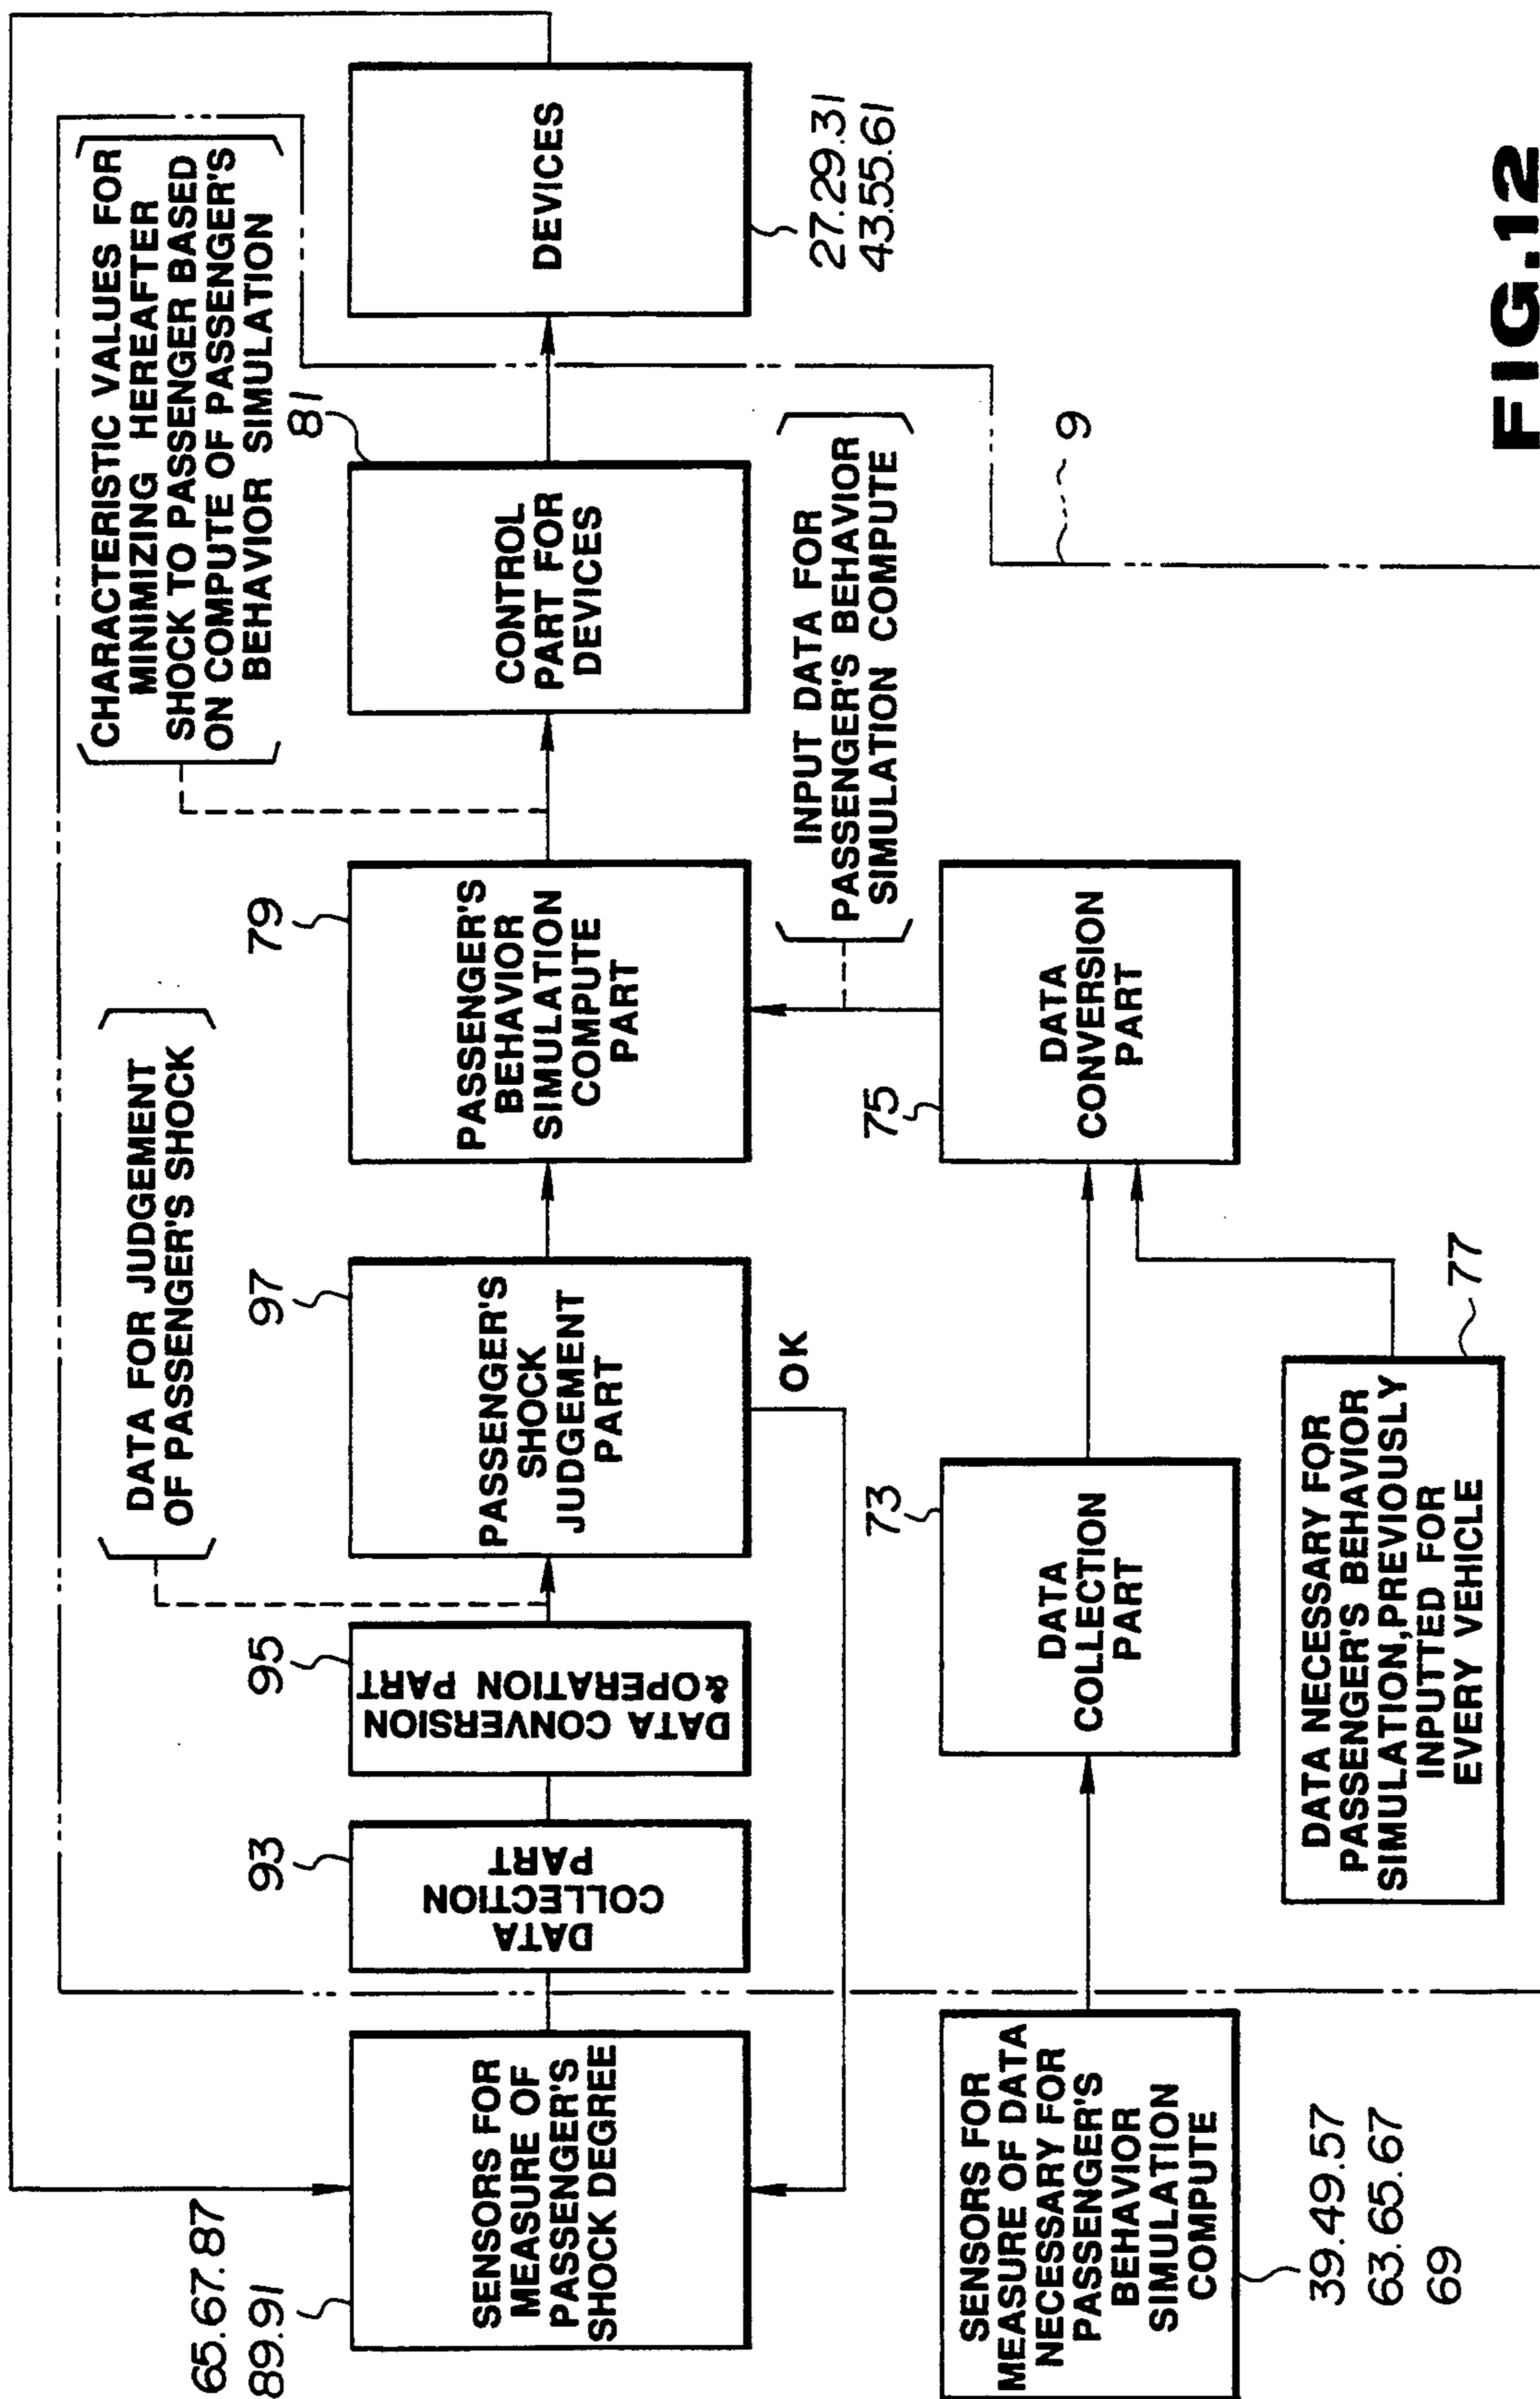 65.67.87
89.91
SENSORS FOR
MEASURE OF
PASSENGER'S
SHOCK DEGREE
93
DATA
COLLECTION
PART
95
DATA CONVERSION
&OPERATION PART
DATA FOR JUDGEMENT
OF PASSENGER'S SHOCK
97
PASSENGER'S
SHOCK
JUDGEMENT
PART
OK
79
PASSENGER'S
BEHAVIOR
SIMULATION
COMPUTE
PART
CHARACTERISTIC VALUES FOR
MINIMIZING HEREAFTER
SHOCK TO PASSENGER BASED
ON COMPUTE OF PASSENGER'S
BEHAVIOR SIMULATION
81
CONTROL
PART FOR
DEVICES
DEVICES
27.29.31
43.55.61
SENSORS FOR
MEASURE OF DATA
NECESSARY FOR
PASSENGER'S
BEHAVIOR
SIMULATION
COMPUTE
39.49.57
63.65.67
69
73
DATA
COLLECTION
PART
75
DATA
CONVERSION
PART
INPUT DATA FOR
PASSENGER'S BEHAVIOR
SIMULATION COMPUTE
9
DATA NECESSARY FOR
PASSENGER'S BEHAVIOR
SIMULATION,PREVIOUSLY
INPUTTED FOR
EVERY VEHICLE
77
FIG.12